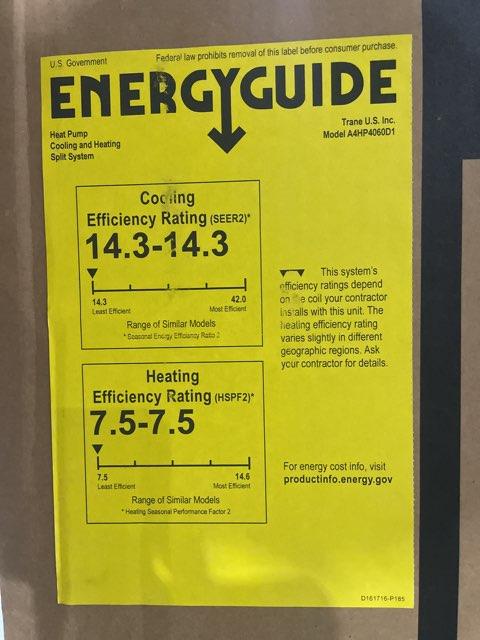 U.S. Government
Federal law prohibits removal of this label before consumer purchase.
ENERGYGUIDE
Heat Pump
Cooling and Heating
Split System
Trane U.S. Inc.
Model A4HP4060D1
Cooling
Efficiency Rating (SEER2)*
14.3-14.3
14.3
42.0
Least Efficient
Most Efficient
Range of Similar Models
* Seasonal Energy Efficiency Ratio 2
This system's
efficiency ratings depend
on the coil your contractor
installs with this unit. The
heating efficiency rating
varies slightly in different
geographic regions. Ask
your contractor for details.
Heating
Efficiency Rating (HSPF2)*
7.5-7.5
7.5
14.6
Least Efficient
Most Efficient
Range of Similar Models
* Heating Seasonal Performance Factor 2
For energy cost info, visit
productinfo.energy.gov
D161716-P185